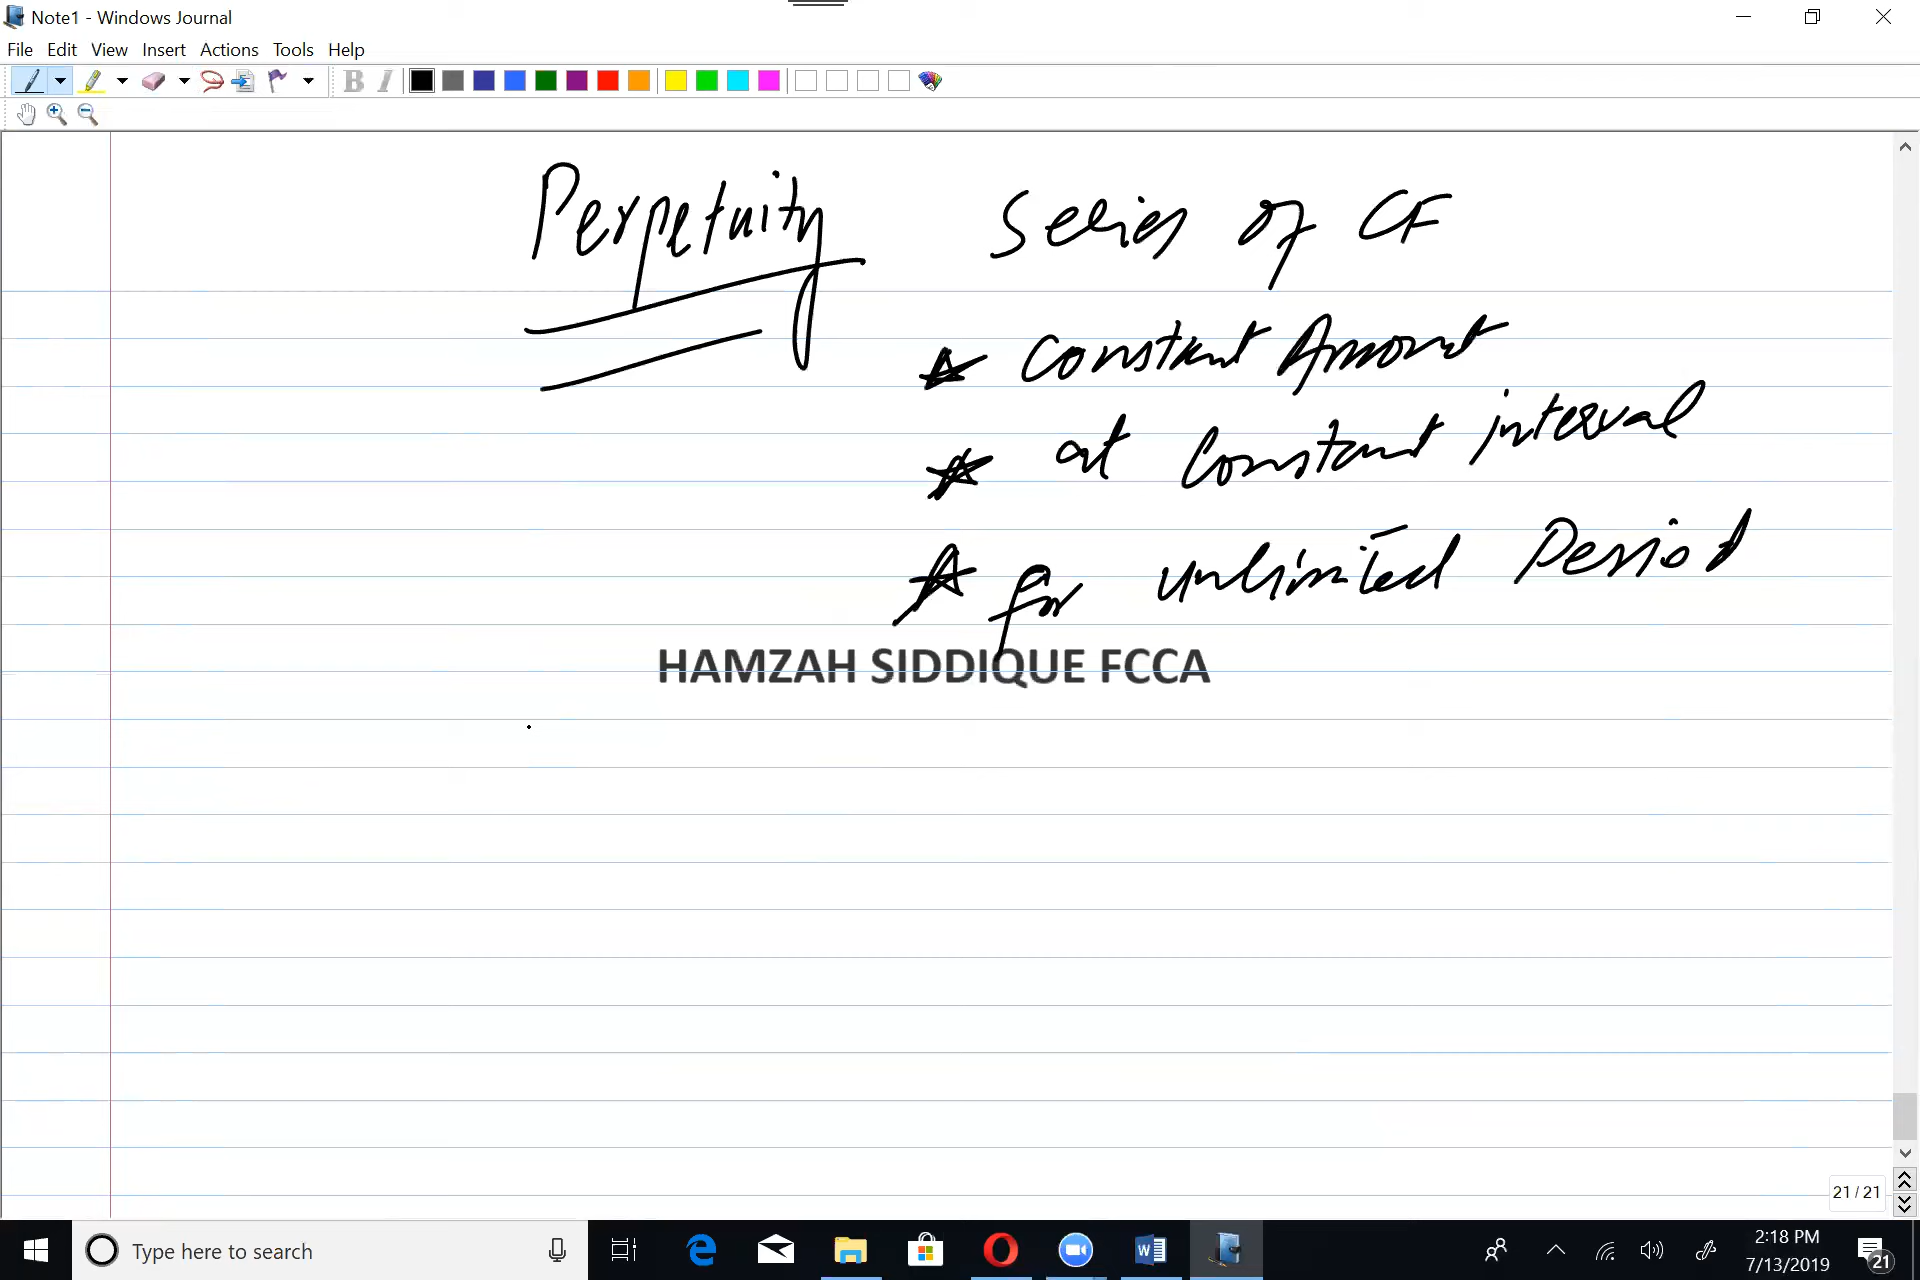 Note1 - Windows Journal
File Edit View Insert Actions Tools Help
B I
Perpetuity Series of CF
Constant Amount
at Constant interval
for unlimited Period
HAMZAH SIDDIQUE FCCA
21 / 21
Type here to search
2:18 PM
7/13/2019
21